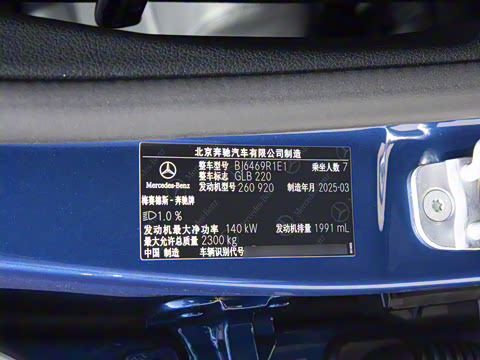 北京奔驰汽车有限公司制造
整车型号 BJ6469R1E1 乘坐人数 7
整车标志 GLB 220
Mercedes-Benz 发动机型号 260 920 制造年月 2025-03
梅赛德斯-奔驰牌
1.0 %
发动机最大净功率 140 kW 发动机排量 1991 mL
最大允许总质量 2300 kg
中国 制造 车辆识别代号